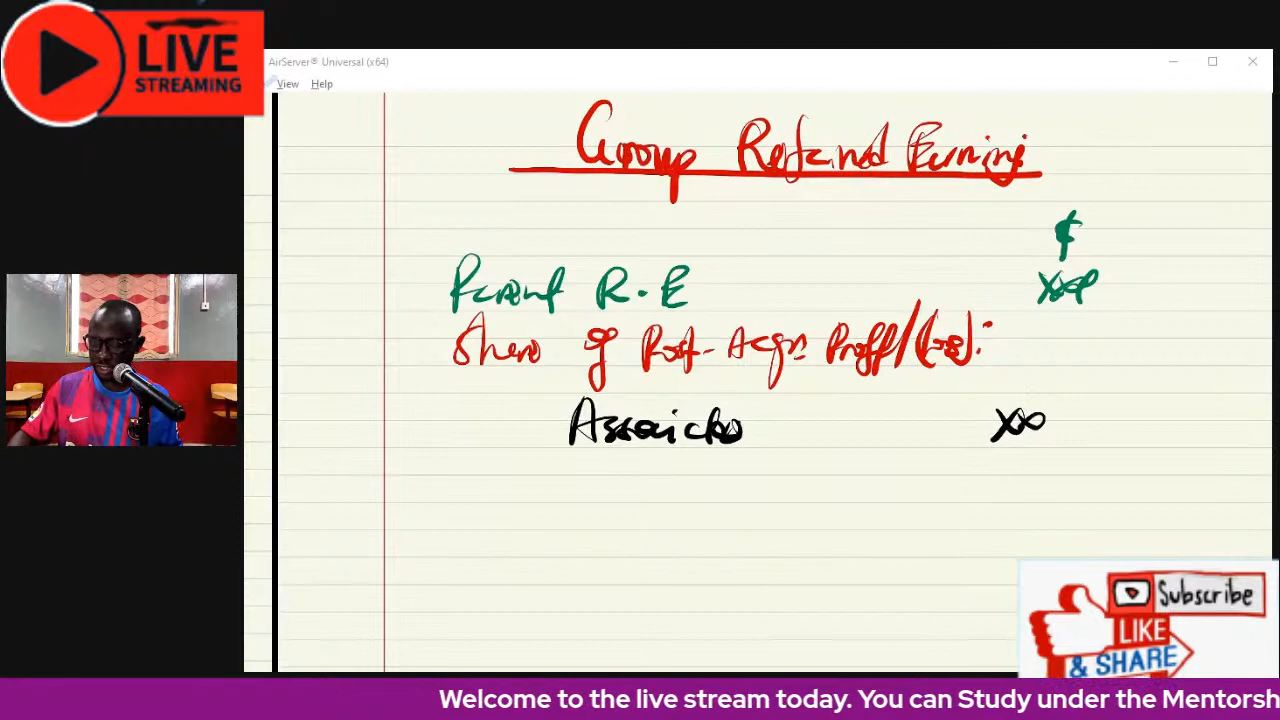 LIVE
STREAMING
AirServer® Universal (x64)
View Help
Group Retained Earning
¢
Parent R.E xxx
Share of Post-Acqn Profit/(loss):
Associate xxx
Subscribe
LIKE
& SHARE
Welcome to the live stream today. You can Study under the Mentorsh